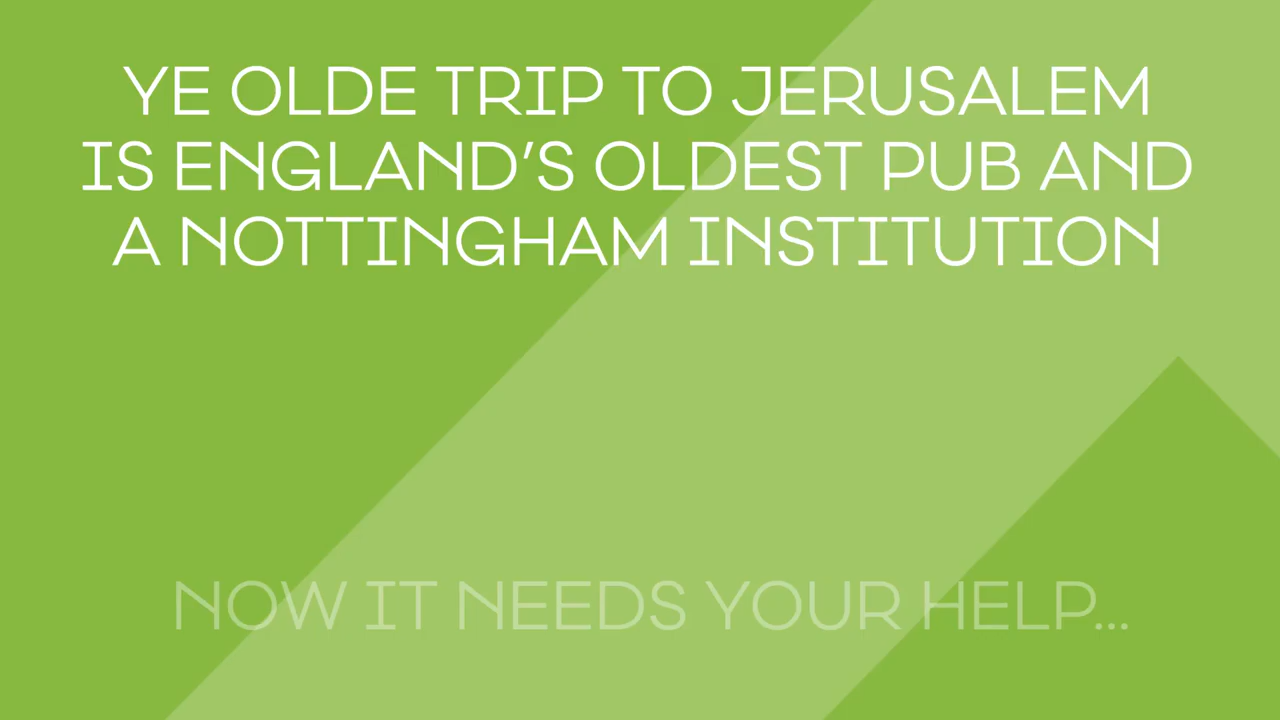 YE OLDE TRIP TO JERUSALEM
IS ENGLAND'S OLDEST PUB AND
A NOTTINGHAM INSTITUTION
NOW IT NEEDS YOUR HELP...